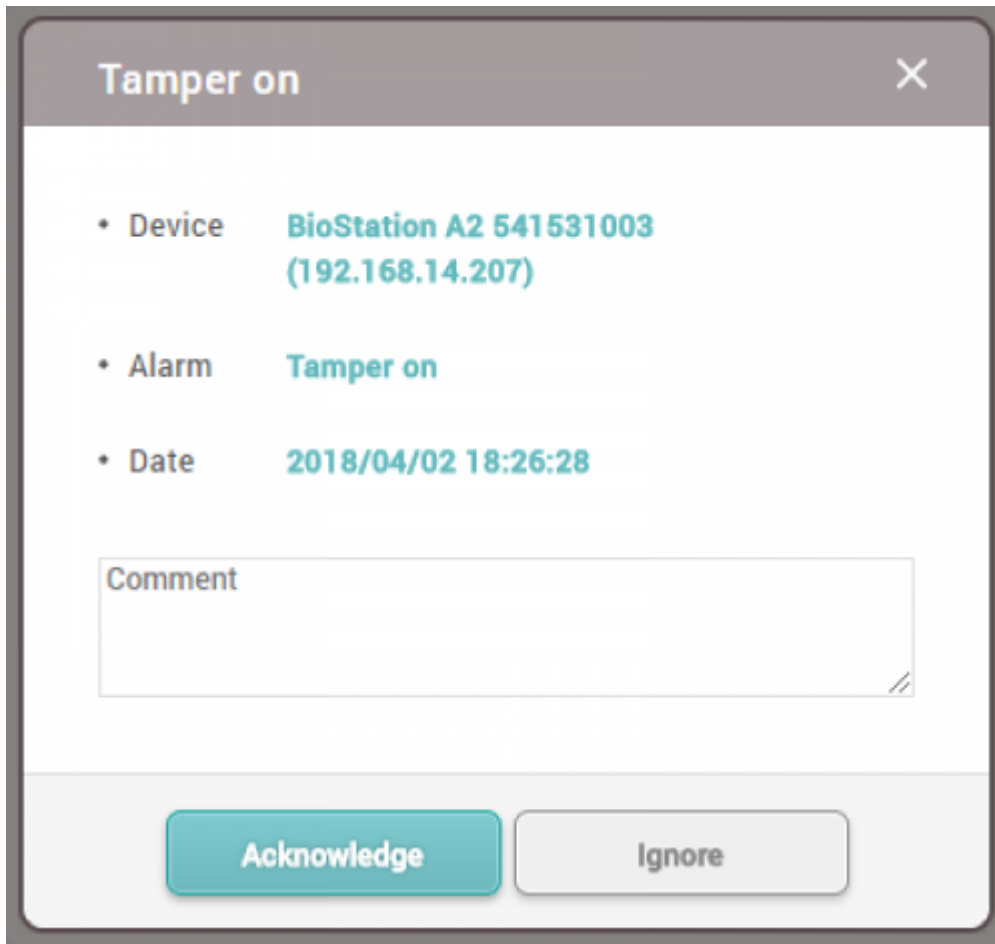 Tamper on
• Device BioStation A2 541531003
(192.168.14.207)
• Alarm Tamper on
• Date 2018/04/02 18:26:28
Comment
Acknowledge Ignore